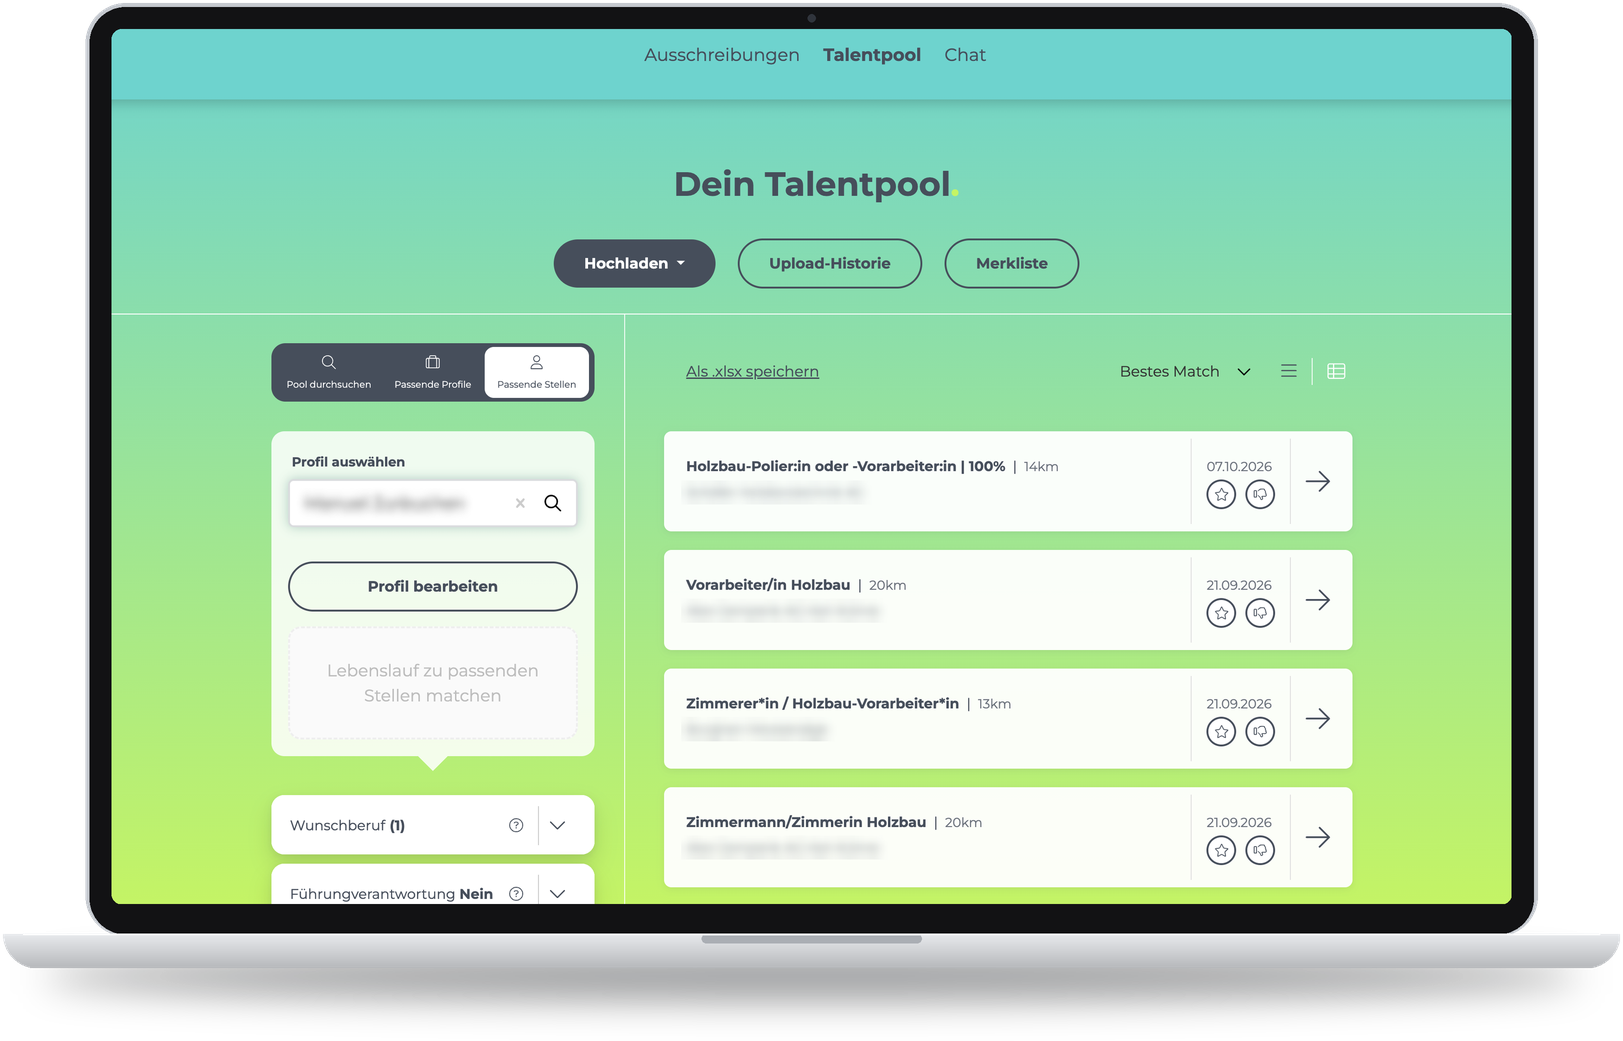 Ausschreibungen Talentpool Chat
Dein Talentpool.
Hochladen Upload-Historie Merkliste
Pool durchsuchen Passende Profile Passende Stellen
Als .xlsx speichern Bestes Match
Profil auswählen
Profil bearbeiten
Lebenslauf zu passenden
Stellen matchen
Wunschberuf (1)
Führungverantwortung Nein
Holzbau-Polier:in oder -Vorarbeiter:in | 100% | 14km
07.10.2026
Vorarbeiter/in Holzbau | 20km
21.09.2026
Zimmerer*in / Holzbau-Vorarbeiter*in | 13km
21.09.2026
Zimmermann/Zimmerin Holzbau | 20km
21.09.2026